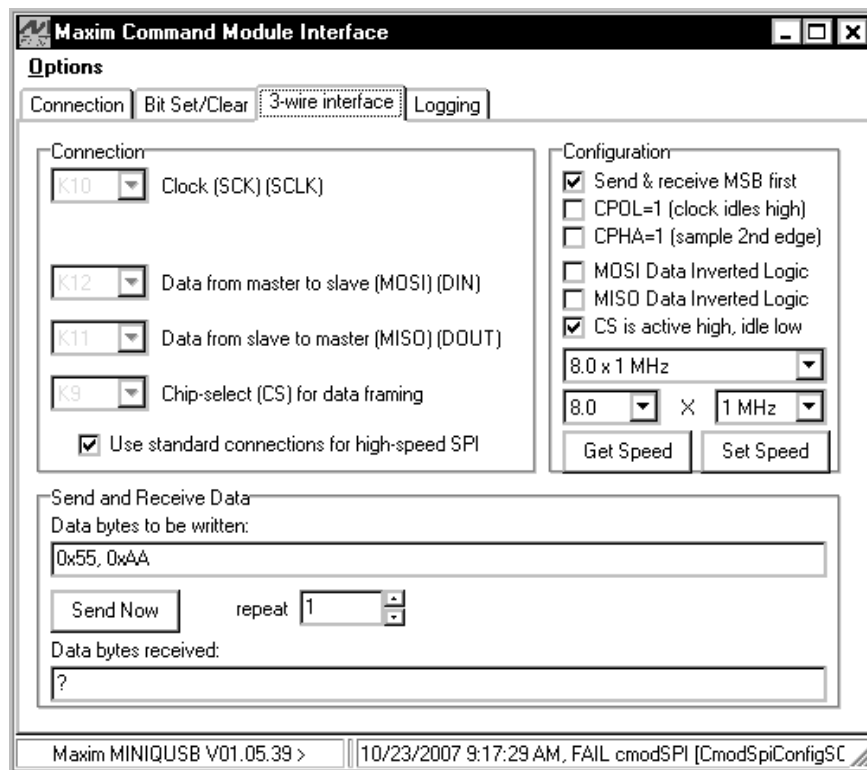 Maxim Command Module Interface
Options
Connection Bit Set/Clear 3-wire interface Logging
Connection
K10 Clock (SCK) (SCLK)
K12 Data from master to slave (MOSI) (DIN)
K11 Data from slave to master (MISO) (DOUT)
K9 Chip-select (CS) for data framing
Use standard connections for high-speed SPI
Configuration
Send & receive MSB first
CPOL=1 (clock idles high)
CPHA=1 (sample 2nd edge)
MOSI Data Inverted Logic
MISO Data Inverted Logic
CS is active high, idle low
8.0 x 1 MHz
8.0 X 1 MHz
Get Speed Set Speed
Send and Receive Data
Data bytes to be written:
0x55, 0xAA
Send Now repeat 1
Data bytes received:
?
Maxim MINIQUSB V01.05.39 > 10/23/2007 9:17:29 AM, FAIL cmodSPI [CmodSpiConfigSC